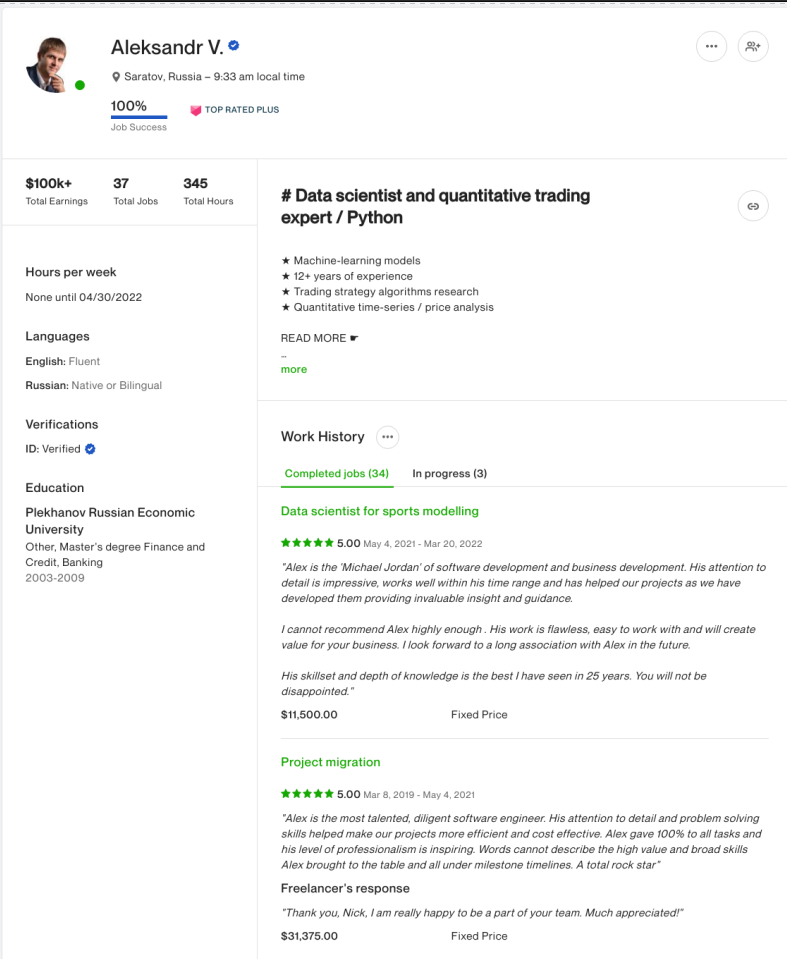 Aleksandr V.
Saratov, Russia – 9:33 am local time
100%
Job Success
TOP RATED PLUS
$100k+
Total Earnings
37
Total Jobs
345
Total Hours
Hours per week
None until 04/30/2022
Languages
English: Fluent
Russian: Native or Bilingual
Verifications
ID: Verified
Education
Plekhanov Russian Economic
University
Other, Master's degree Finance and
Credit, Banking
2003-2009
# Data scientist and quantitative trading
expert / Python
★ Machine-learning models
★ 12+ years of experience
★ Trading strategy algorithms research
★ Quantitative time-series / price analysis
READ MORE ☛
...
more
Work History
Completed jobs (34)
In progress (3)
Data scientist for sports modelling
5.00 May 4, 2021 - Mar 20, 2022
"Alex is the 'Michael Jordan' of software development and business development. His attention to
detail is impressive, works well within his time range and has helped our projects as we have
developed them providing invaluable insight and guidance.
I cannot recommend Alex highly enough . His work is flawless, easy to work with and will create
value for your business. I look forward to a long association with Alex in the future.
His skillset and depth of knowledge is the best I have seen in 25 years. You will not be
disappointed."
$11,500.00
Fixed Price
Project migration
5.00 Mar 8, 2019 - May 4, 2021
"Alex is the most talented, diligent software engineer. His attention to detail and problem solving
skills helped make our projects more efficient and cost effective. Alex gave 100% to all tasks and
his level of professionalism is inspiring. Words cannot describe the high value and broad skills
Alex brought to the table and all under milestone timelines. A total rock star"
Freelancer's response
"Thank you, Nick, I am really happy to be a part of your team. Much appreciated!"
$31,375.00
Fixed Price